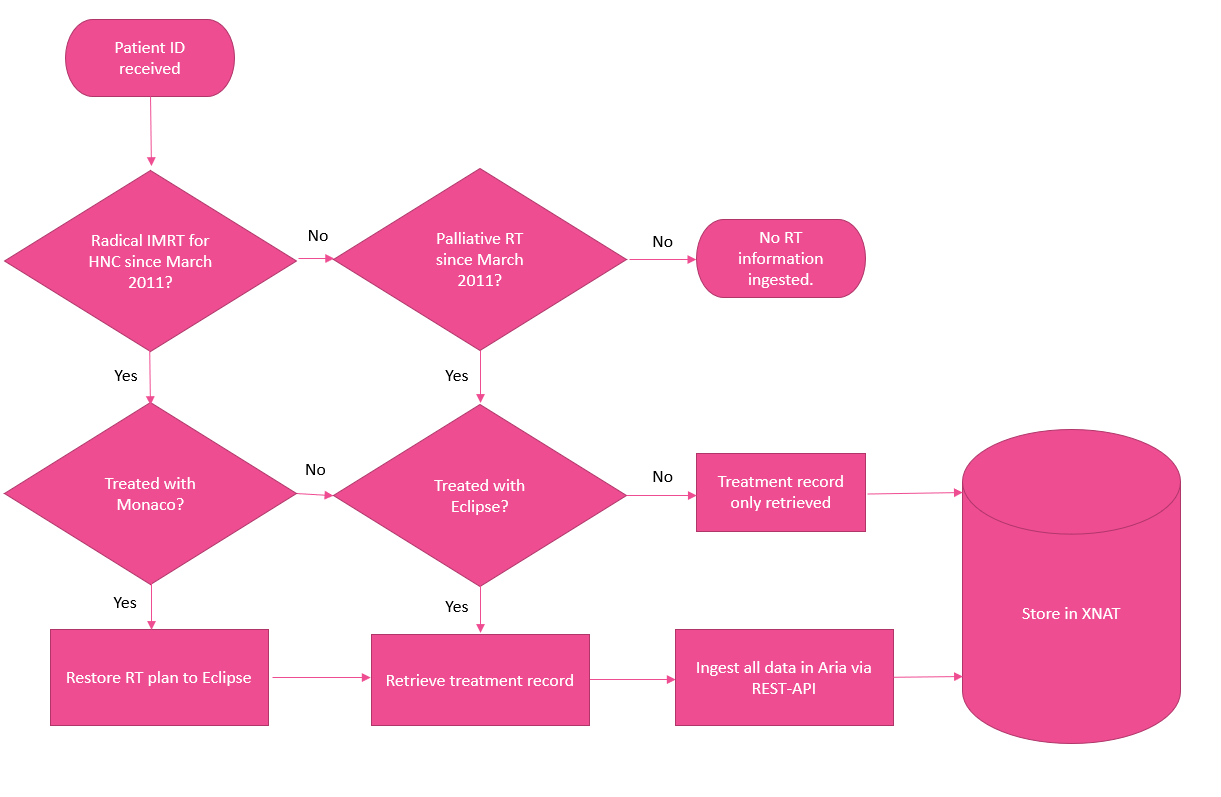 Patient ID
received
Radical IMRT for
HNC since March
2011?
No
Palliative RT
since March
2011?
No
No RT
information
ingested.
Yes
Yes
Treated with
Monaco?
No
Treated with
Eclipse?
No
Treatment record
only retrieved
Store in XNAT
Yes
Yes
Restore RT plan to Eclipse
Retrieve treatment record
Ingest all data in Aria via
REST-API